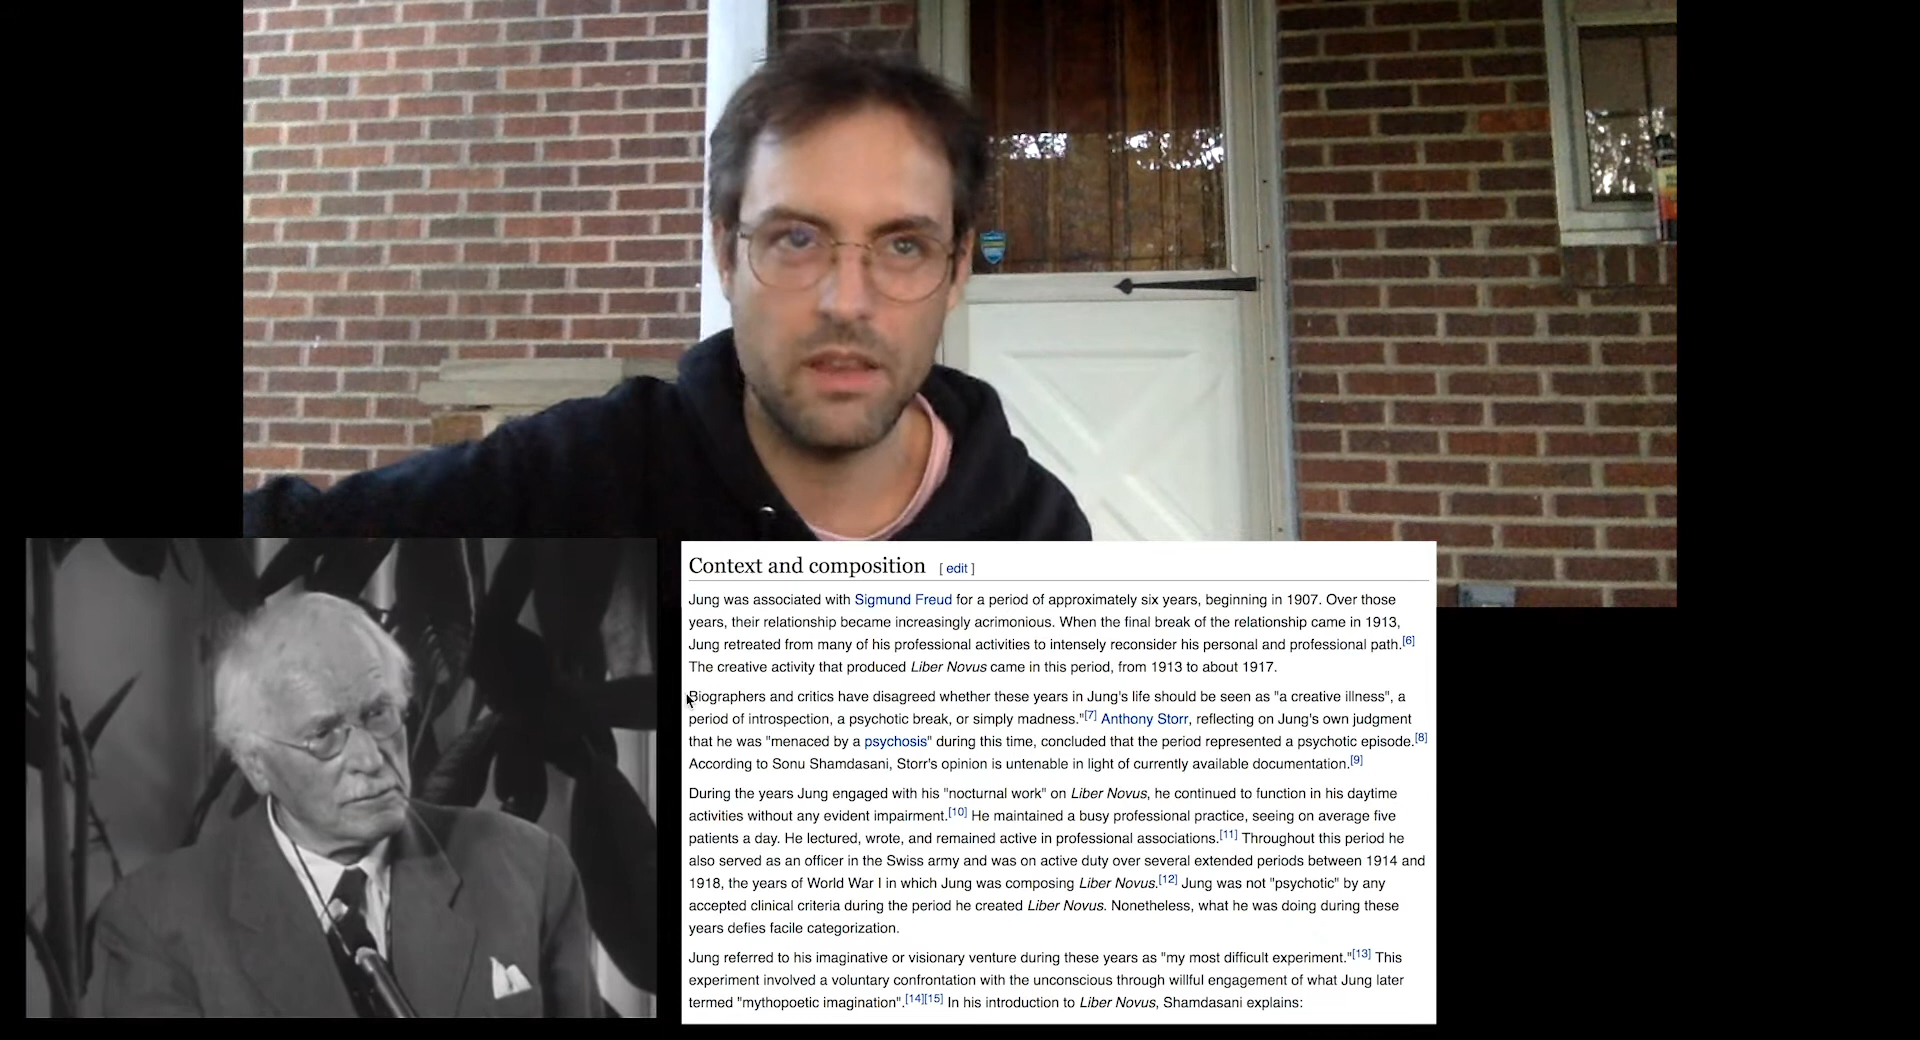 Context and composition [ edit ]
Jung was associated with Sigmund Freud for a period of approximately six years, beginning in 1907. Over those
years, their relationship became increasingly acrimonious. When the final break of the relationship came in 1913,
Jung retreated from many of his professional activities to intensely reconsider his personal and professional path.[6]
The creative activity that produced Liber Novus came in this period, from 1913 to about 1917.
Biographers and critics have disagreed whether these years in Jung's life should be seen as "a creative illness", a
period of introspection, a psychotic break, or simply madness."[7] Anthony Storr, reflecting on Jung's own judgment
that he was "menaced by a psychosis" during this time, concluded that the period represented a psychotic episode.[8]
According to Sonu Shamdasani, Storr's opinion is untenable in light of currently available documentation.[9]
During the years Jung engaged with his "nocturnal work" on Liber Novus, he continued to function in his daytime
activities without any evident impairment.[10] He maintained a busy professional practice, seeing on average five
patients a day. He lectured, wrote, and remained active in professional associations.[11] Throughout this period he
also served as an officer in the Swiss army and was on active duty over several extended periods between 1914 and
1918, the years of World War I in which Jung was composing Liber Novus.[12] Jung was not "psychotic" by any
accepted clinical criteria during the period he created Liber Novus. Nonetheless, what he was doing during these
years defies facile categorization.
Jung referred to his imaginative or visionary venture during these years as "my most difficult experiment."[13] This
experiment involved a voluntary confrontation with the unconscious through willful engagement of what Jung later
termed "mythopoetic imagination".[14][15] In his introduction to Liber Novus, Shamdasani explains: